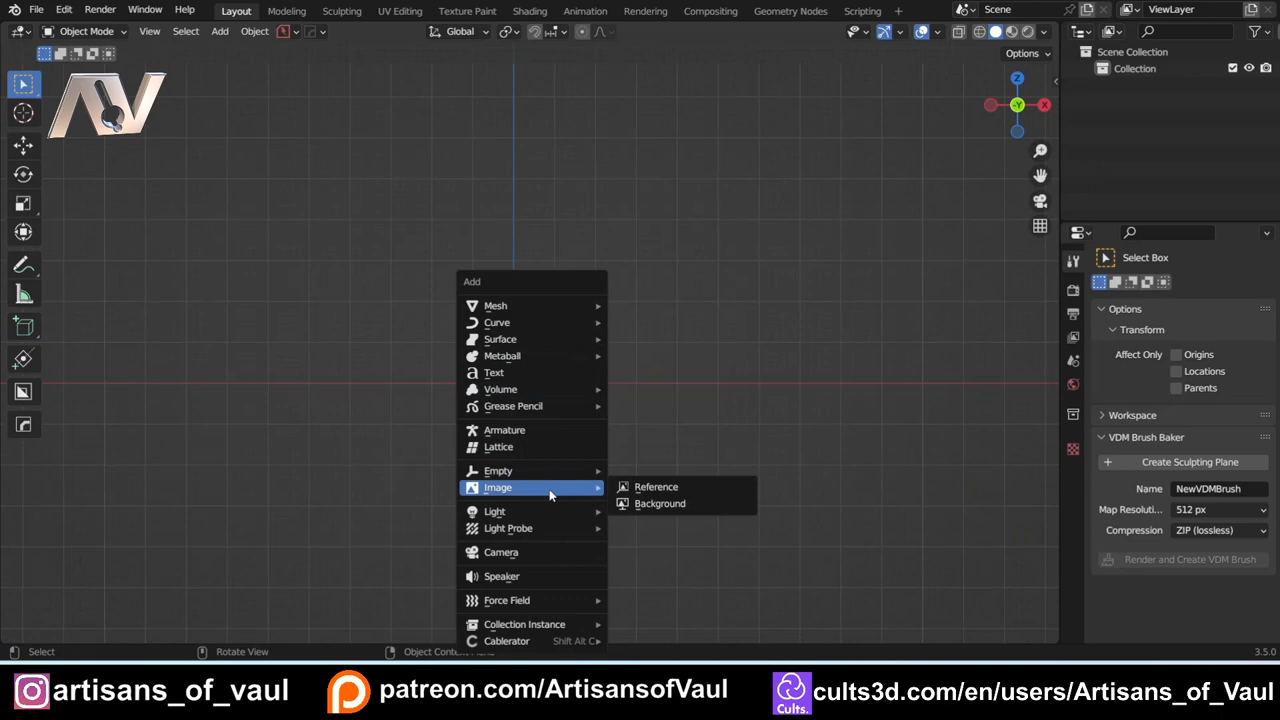 File Edit Render Window Help Layout Modeling Sculpting UV Editing Texture Paint Shading Animation Rendering Compositing Geometry Nodes Scripting + Scene ViewLayer
Object Mode View Select Add Object Global
Options
Scene Collection
Collection
AV
Z
-Y
X
Add
Mesh
Curve
Surface
Metaball
Text
Volume
Grease Pencil
Armature
Lattice
Empty
Image
Reference
Background
Light
Light Probe
Camera
Speaker
Force Field
Collection Instance
Cablerator Shift Alt C
Select Box
Options
Transform
Affect Only Origins
Locations
Parents
Workspace
VDM Brush Baker
Create Sculpting Plane
Name NewVDMBrush
Map Resoluti... 512 px
Compression ZIP (lossless)
Render and Create VDM Brush
Select Rotate View Object 3.5.0
artisans_of_vaul patreon.com/ArtisansofVaul Cults. cults3d.com/en/users/Artisans_of_Vaul